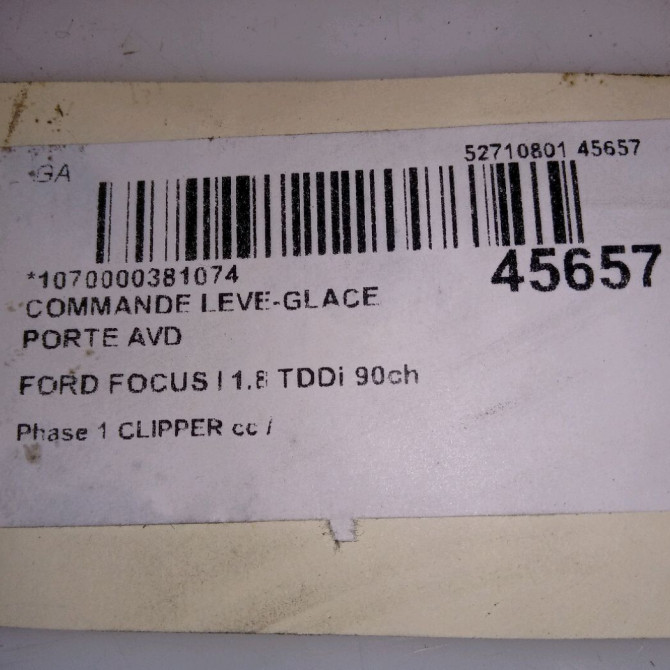 GA
52710801 45657
*1070000381074
45657
COMMANDE LEVE-GLACE
PORTE AVD
FORD FOCUS I 1.8 TDDi 90ch
Phase 1 CLIPPER cc /